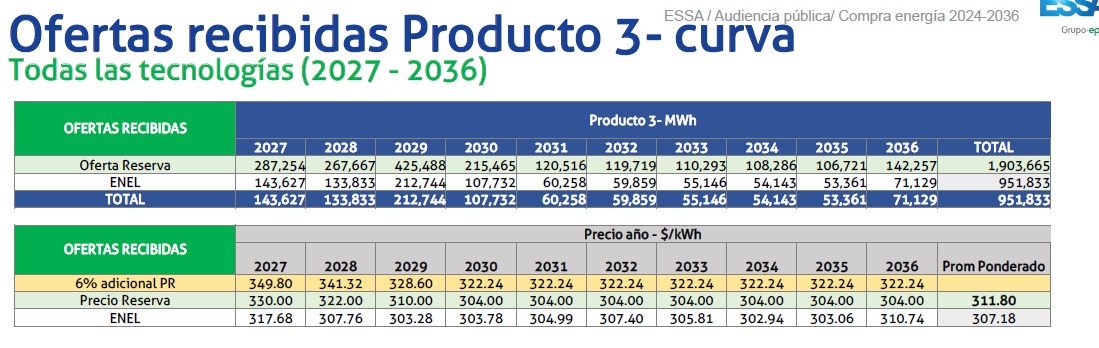 ESSA / Audiencia pública/ Compra energía 2024-2036
ESSA
Grupo-ep
Ofertas recibidas Producto 3- curva
Todas las tecnologías (2027 - 2036)
OFERTAS RECIBIDAS Producto 3- MWh
2027 2028 2029 2030 2031 2032 2033 2034 2035 2036 TOTAL
Oferta Reserva 287,254 267,667 425,488 215,465 120,516 119,719 110,293 108,286 106,721 142,257 1,903,665
ENEL 143,627 133,833 212,744 107,732 60,258 59,859 55,146 54,143 53,361 71,129 951,833
TOTAL 143,627 133,833 212,744 107,732 60,258 59,859 55,146 54,143 53,361 71,129 951,833
OFERTAS RECIBIDAS Precio año - $/kWh
2027 2028 2029 2030 2031 2032 2033 2034 2035 2036 Prom Ponderado
6% adicional PR 349.80 341.32 328.60 322.24 322.24 322.24 322.24 322.24 322.24 322.24
Precio Reserva 330.00 322.00 310.00 304.00 304.00 304.00 304.00 304.00 304.00 304.00 311.80
ENEL 317.68 307.76 303.28 303.78 304.99 307.40 305.81 302.94 303.06 310.74 307.18